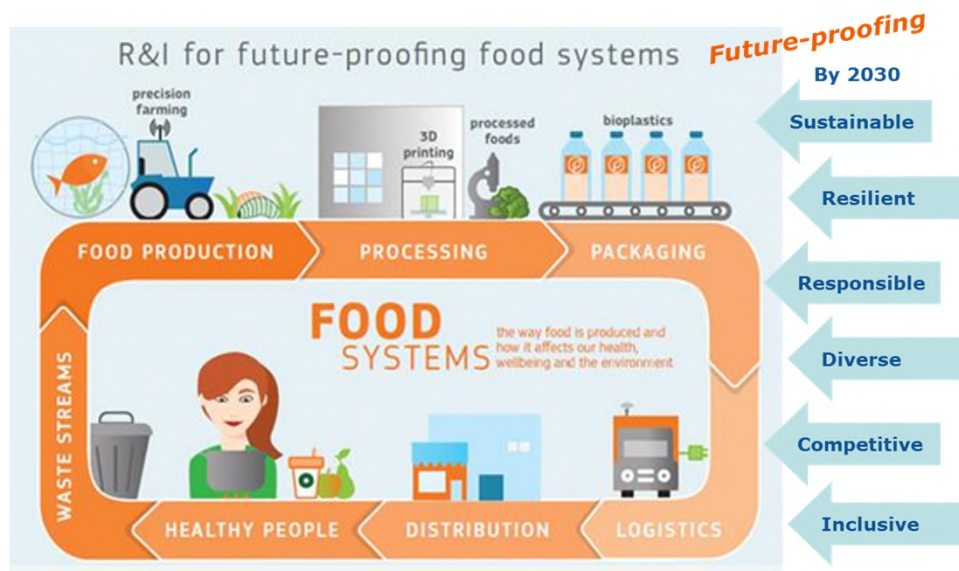 R&I for future-proofing food systems
Future-proofing
By 2030
precision
farming
3D
printing
processed
foods
bioplastics
FOOD PRODUCTION
PROCESSING
PACKAGING
FOOD
SYSTEMS
the way food is produced and
how it affects our health,
wellbeing and the environment
WASTE STREAMS
HEALTHY PEOPLE
DISTRIBUTION
LOGISTICS
Sustainable
Resilient
Responsible
Diverse
Competitive
Inclusive